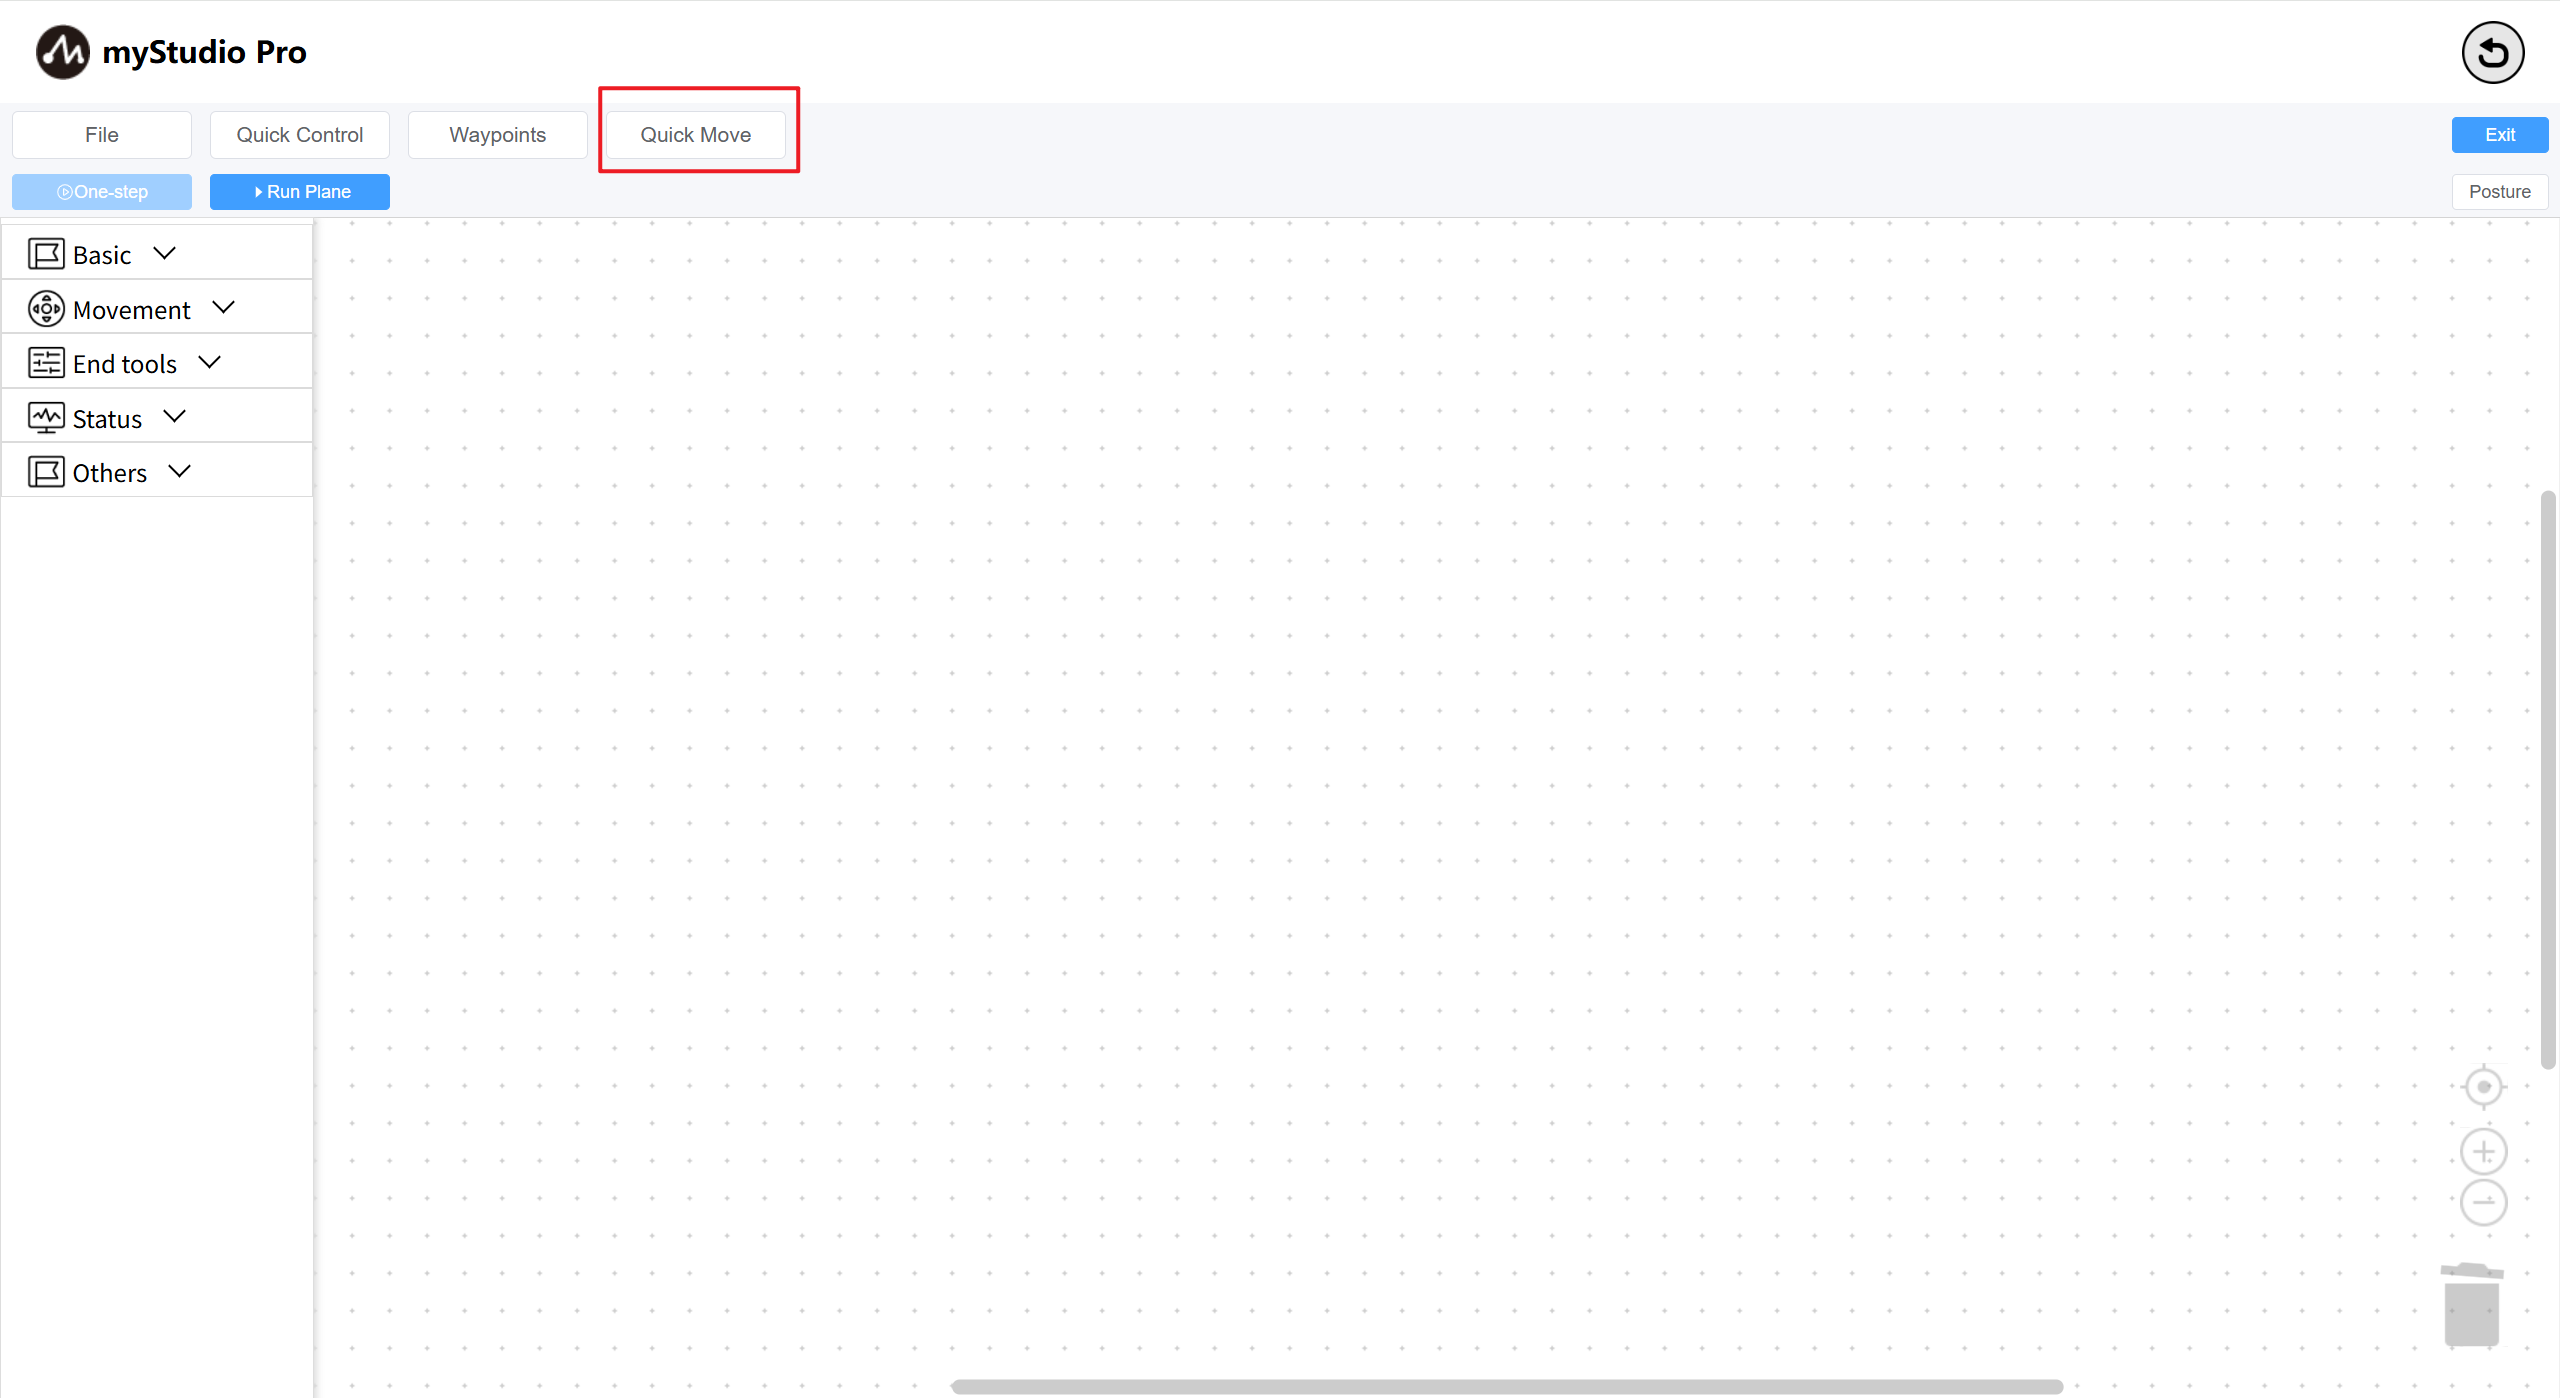 myStudio Pro
File
Quick Control
Waypoints
Quick Move
Exit
One-step
Run Plane
Posture
Basic
Movement
End tools
Status
Others